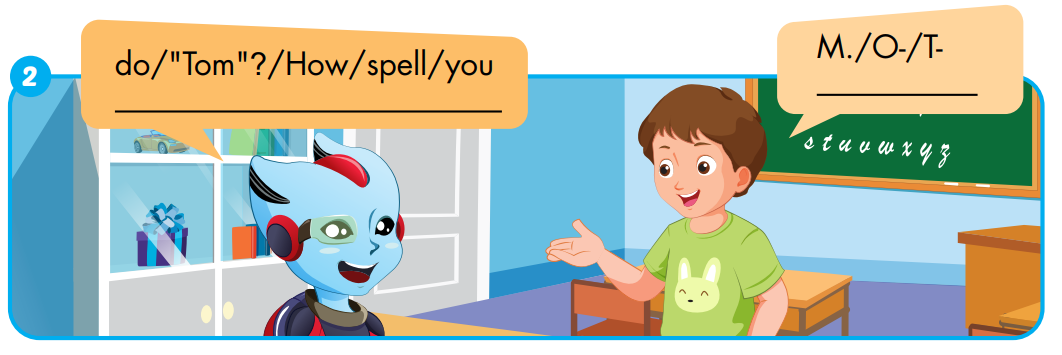 2
do/"Tom"?/How/spell/you
M./O-/T-
s t u v w x y z